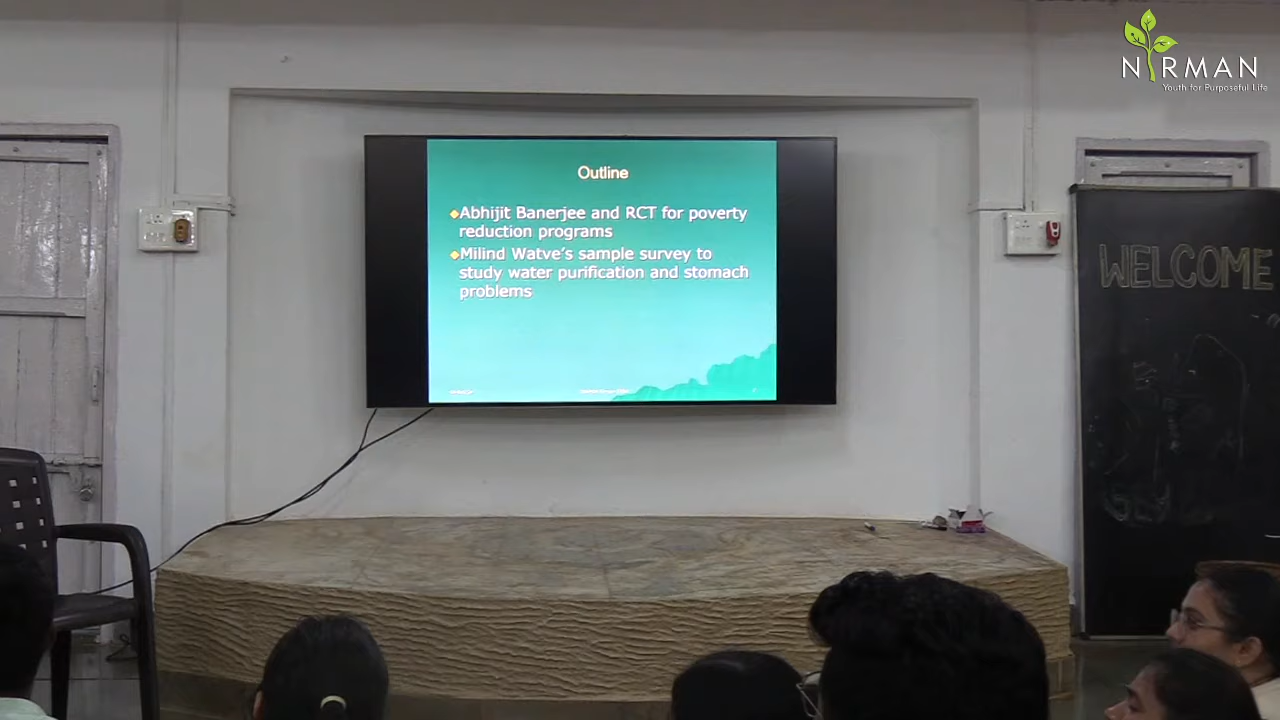 NIRMAN
Youth for Purposeful Life
Outline
Abhijit Banerjee and RCT for poverty
reduction programs
Milind Watve's sample survey to
study water purification and stomach
problems
WELCOME